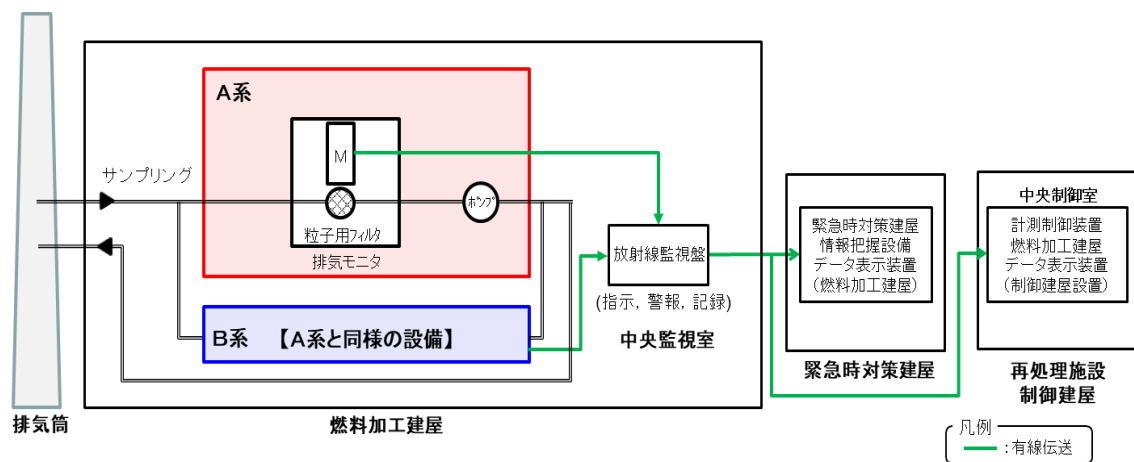 A系
M
サンプリング
ポンプ
粒子用フィルタ
排気モニタ
B系 【A系と同様の設備】
放射線監視盤
(指示, 警報, 記録)
中央監視室
緊急時対策建屋
情報把握設備
データ表示装置
(燃料加工建屋)
緊急時対策建屋
中央制御室
計測制御装置
燃料加工建屋
データ表示装置
(制御建屋設置)
再処理施設
制御建屋
排気筒
燃料加工建屋
凡例
:有線伝送